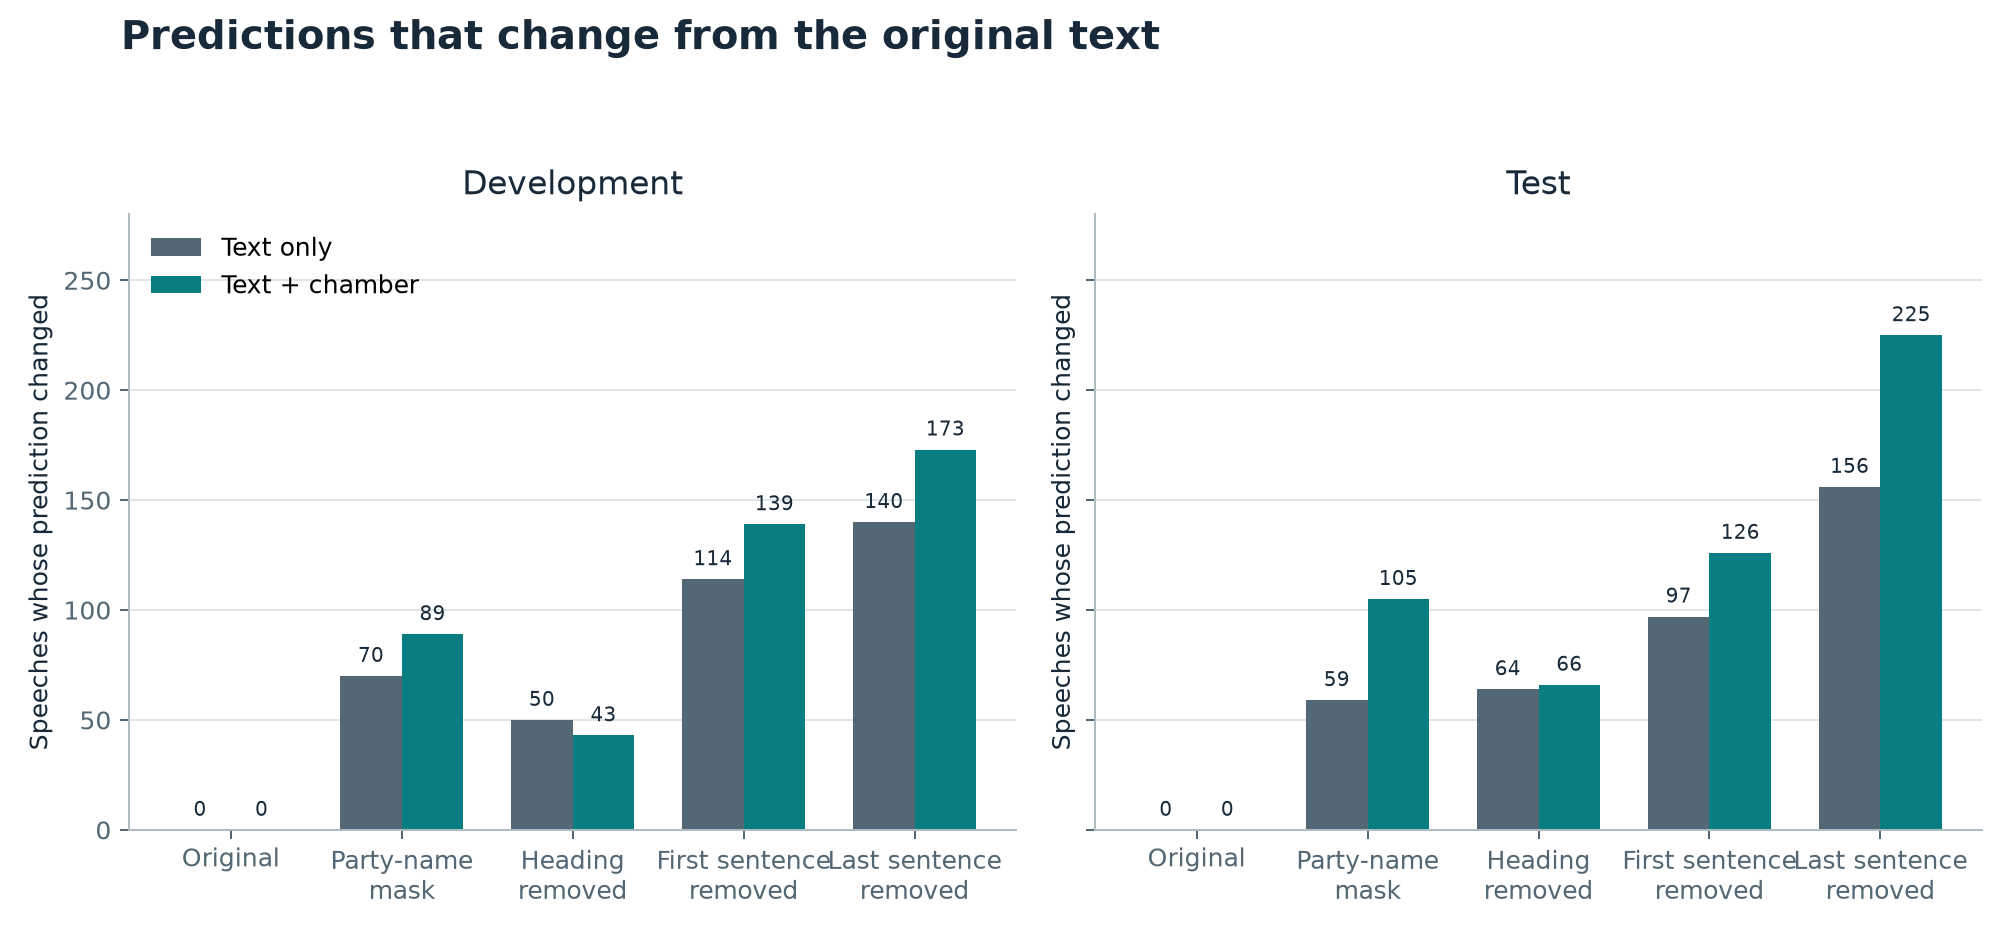 Predictions that change from the original text
Development
Text only
Text + chamber
Speeches whose prediction changed
250
200
150
100
50
0
0 0
70 89
50 43
114 139
140 173
Original
Party-name
mask
Heading
removed
First sentence
removed
Last sentence
removed
Test
Speeches whose prediction changed
0 0
59 105
64 66
97 126
156 225
Original
Party-name
mask
Heading
removed
First sentence
removed
Last sentence
removed